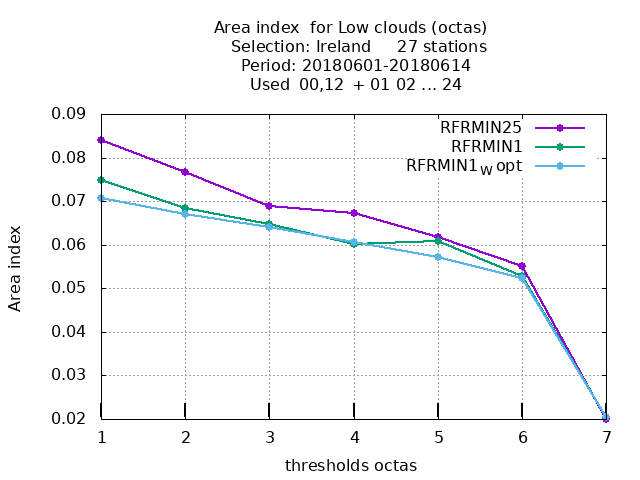 Area index  for Low clouds (octas)
Selection: Ireland     27 stations
Period: 20180601-20180614
Used  00,12  + 01 02 ... 24
RFRMIN25
RFRMIN1
RFRMIN1W opt
0.09
0.08
0.07
0.06
0.05
0.04
0.03
0.02
Area index
1 2 3 4 5 6 7
thresholds octas